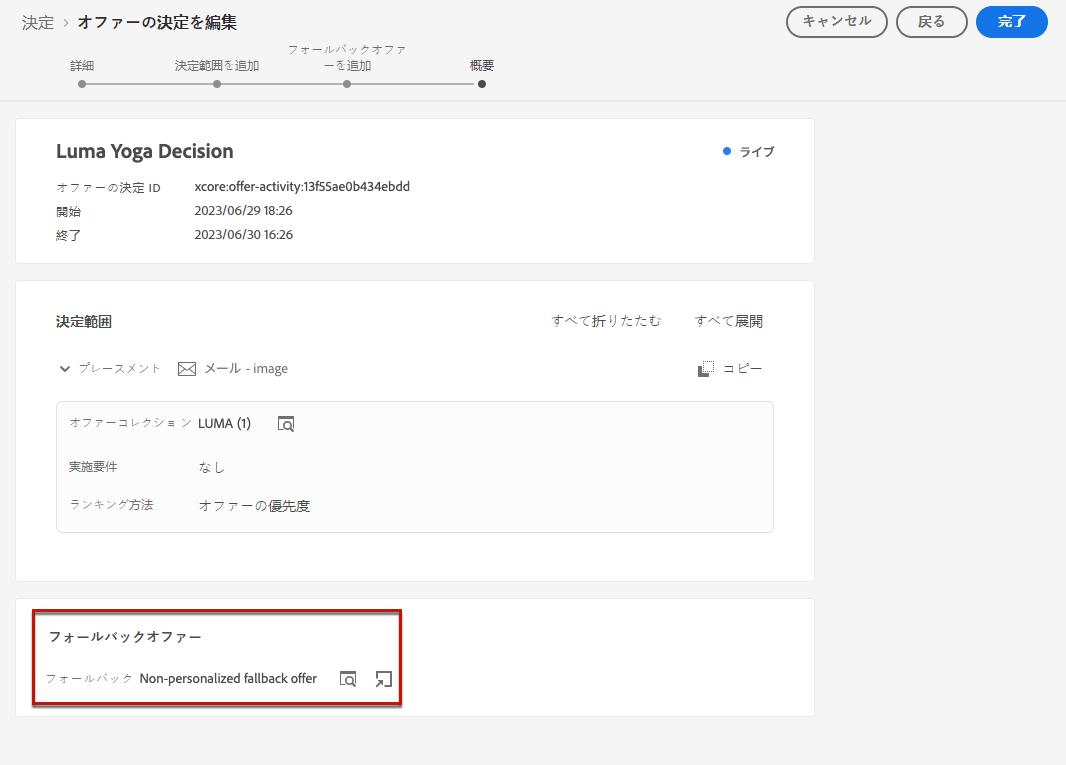 決定 › オファーの決定を編集
キャンセル
戻る
完了
詳細
決定範囲を追加
フォールバックオファ
ーを追加
概要
Luma Yoga Decision
ライブ
オファーの決定 ID xcore:offer-activity:13f55ae0b434ebdd
開始 2023/06/29 18:26
終了 2023/06/30 16:26
決定範囲
すべて折りたたむ
すべて展開
プレースメント メール - image
コピー
オファーコレクション LUMA (1)
実施要件 なし
ランキング方法 オファーの優先度
フォールバックオファー
フォールバック Non-personalized fallback offer